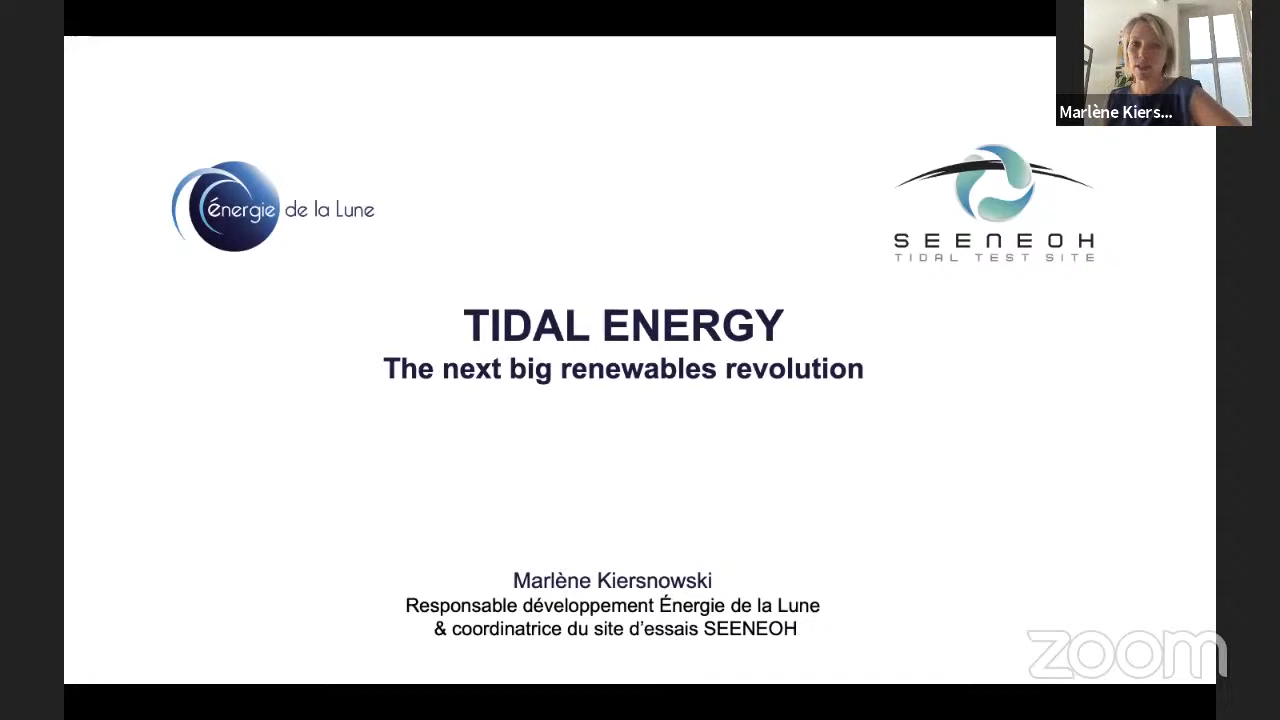 Marlène Kiers...
énergie de la Lune
SEENEOH
TIDAL TEST SITE
TIDAL ENERGY
The next big renewables revolution
Marlène Kiersnowski
Responsable développement Énergie de la Lune
& coordinatrice du site d'essais SEENEOH
zoom